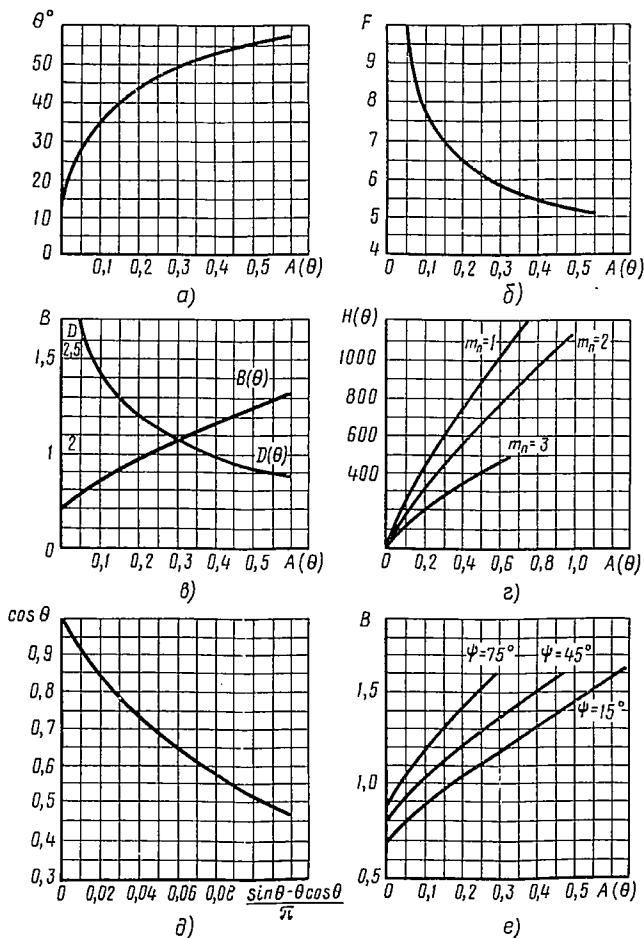 θ°
50
40
30
20
10
0
0,1 0,2 0,3 0,4 0,5 A(θ)
а)
F
9
8
7
6
5
4
0 0,1 0,2 0,3 0,4 0,5 A(θ)
б)
B
D
2,5
1,5
2
1
0
B(θ)
D(θ)
0,1 0,2 0,3 0,4 0,5 A(θ)
в)
H(θ)
1000
800
600
400
mп=1
mп=2
mп=3
0 0,2 0,4 0,6 0,8 1,0 A(θ)
г)
cos θ
0,9
0,8
0,7
0,6
0,5
0,4
0,3
0 0,02 0,04 0,06 0,08 sinθ-θcosθ
π
д)
B
1,5
1,0
0,5
ψ=75°
ψ=45°
ψ=15°
0 0,1 0,2 0,3 0,4 0,5 A(θ)
е)